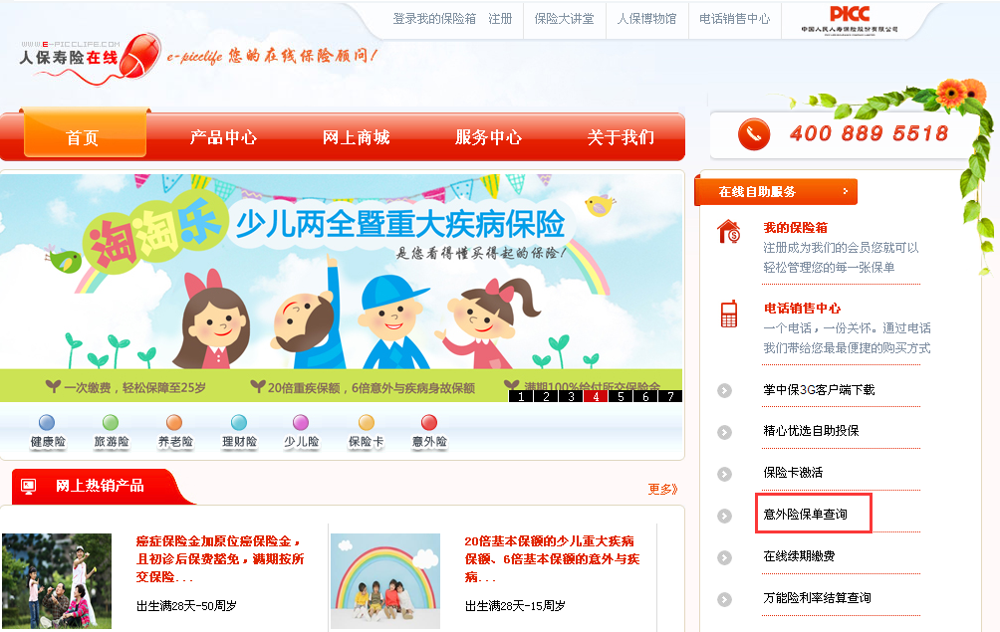 登录我的保险箱 注册 保险大讲堂 人保博物馆 电话销售中心
PICC
中国人民人寿保险股份有限公司
WWW.E-PICCLIFE.COM
人保寿险在线
e-picclife 您的在线保险顾问!
首页 产品中心 网上商城 服务中心 关于我们
400 889 5518
淘淘乐 少儿两全暨重大疾病保险
是您看得懂买得起的保险!
一次缴费，轻松保障至25岁 20倍重疾保额，6倍意外与疾病身故保额 满期100%给付所交保险金
1 2 3 4 5 6 7
健康险 旅游险 养老险 理财险 少儿险 保险卡 意外险
网上热销产品
更多》
癌症保险金加原位癌保险金，
且初诊后保费豁免，满期按所
交保险...
出生满28天-50周岁
20倍基本保额的少儿重大疾病
保额、6倍基本保额的意外与疾
病...
出生满28天-15周岁
在线自助服务
我的保险箱
注册成为我们的会员您就可以
轻松管理您的每一张保单
电话销售中心
一个电话，一份关怀。通过电话
我们带给您最最便捷的购买方式
掌中保3G客户端下载
精心优选自助投保
保险卡激活
意外险保单查询
在线续期缴费
万能险利率结算查询